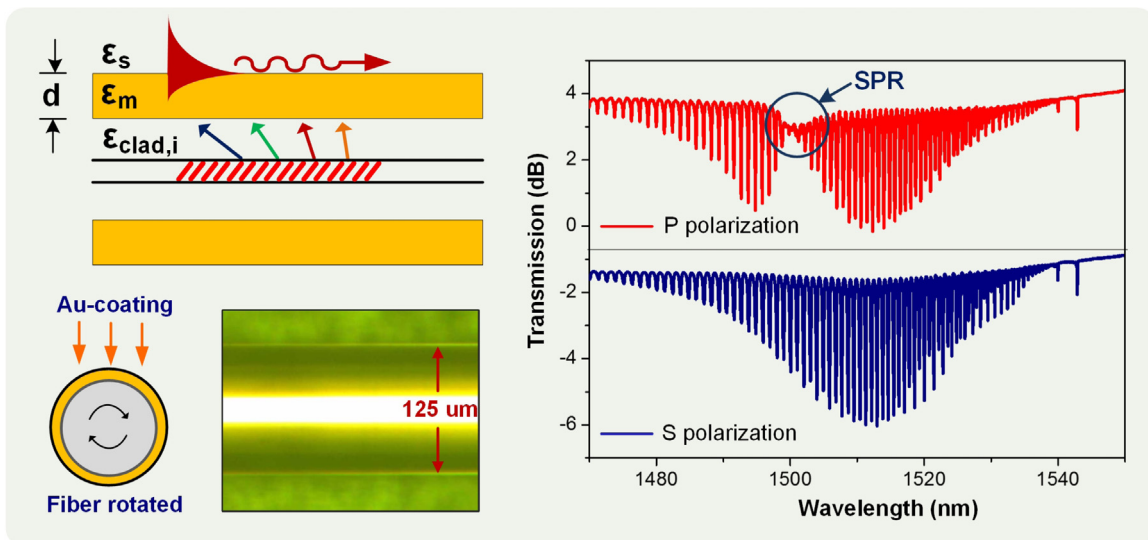 εs
d
εm
εclad,i
Au-coating
Fiber rotated
125 um
SPR
4
2
0
P polarization
-2
-4
-6
S polarization
Transmission (dB)
1480
1500
1520
1540
Wavelength (nm)